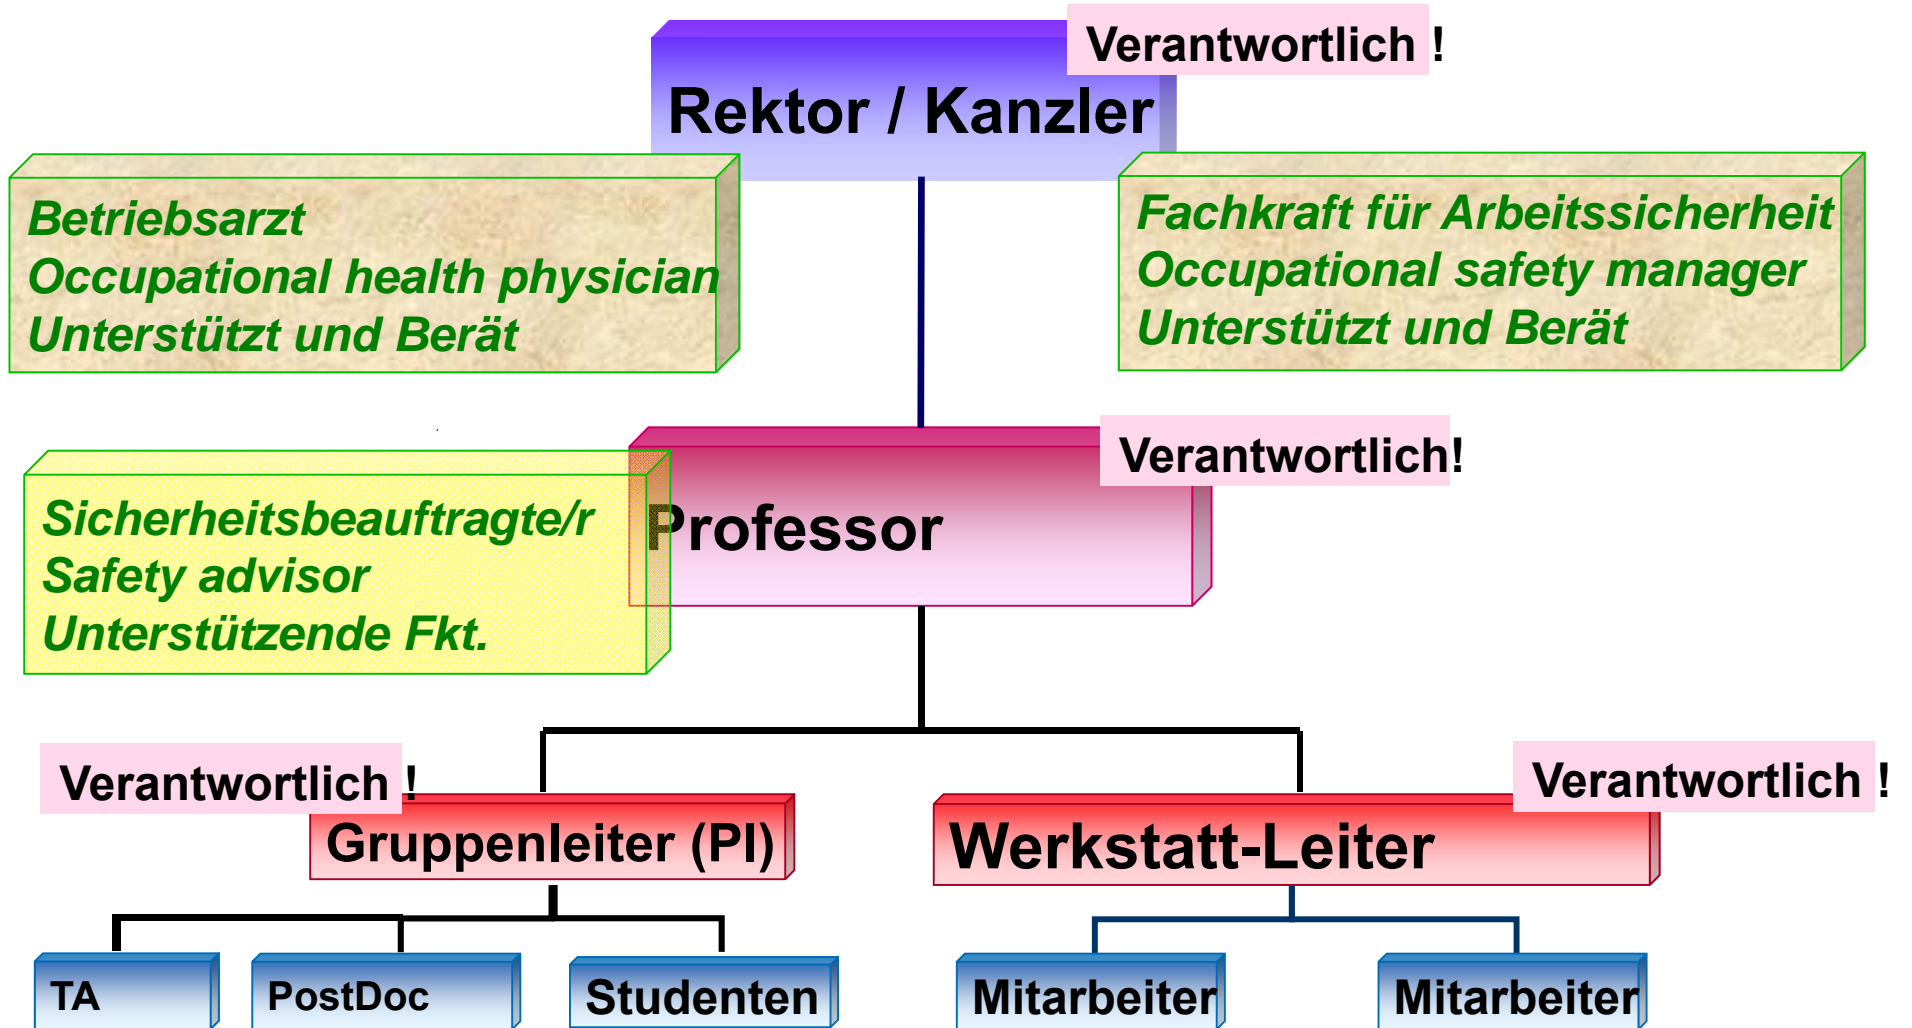 Verantwortlich !
Rektor / Kanzler
Betriebsarzt
Occupational health physician
Unterstützt und Berät
Fachkraft für Arbeitssicherheit
Occupational safety manager
Unterstützt und Berät
Verantwortlich!
Professor
Sicherheitsbeauftragte/r
Safety advisor
Unterstützende Fkt.
Verantwortlich !
Gruppenleiter (PI)
Verantwortlich !
Werkstatt-Leiter
TA
PostDoc
Studenten
Mitarbeiter
Mitarbeiter